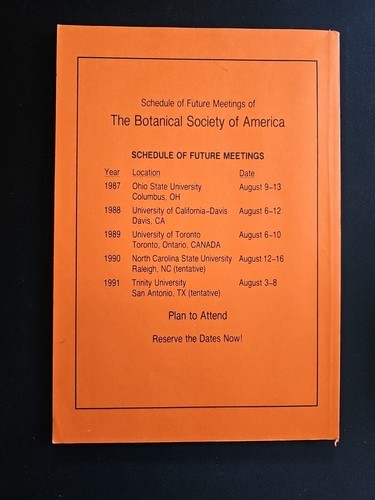 Schedule of Future Meetings of
The Botanical Society of America
SCHEDULE OF FUTURE MEETINGS
Year Location Date
1987 Ohio State University August 9–13
Columbus, OH
1988 University of California–Davis August 6–12
Davis, CA
1989 University of Toronto August 6–10
Toronto, Ontario, CANADA
1990 North Carolina State University August 12–16
Raleigh, NC (tentative)
1991 Trinity University August 3–8
San Antonio, TX (tentative)
Plan to Attend
Reserve the Dates Now!